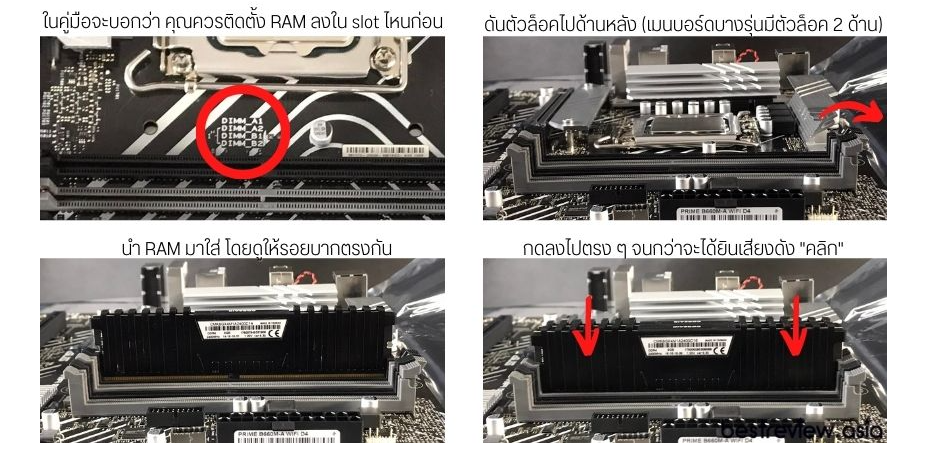 ในคู่มือจะบอกว่า คุณควรติดตั้ง RAM ลงใน slot ไหนก่อน
ดันตัวล็อคไปด้านหลัง (เมนบอร์ดบางรุ่นมีตัวล็อค 2 ด้าน)
DIMM_A1
DIMM_A2
DIMM_B1
DIMM_B2
PRIME B660M-A WIFI D4
นำ RAM มาใส่ โดยดูให้รอยบากตรงกัน
กดลงไปตรง ๆ จนกว่าจะได้ยินเสียงดัง "คลิก"
PRIME B660M-A WIFI D4
PRIME B660M-A WIFI D4
bestreview.asia